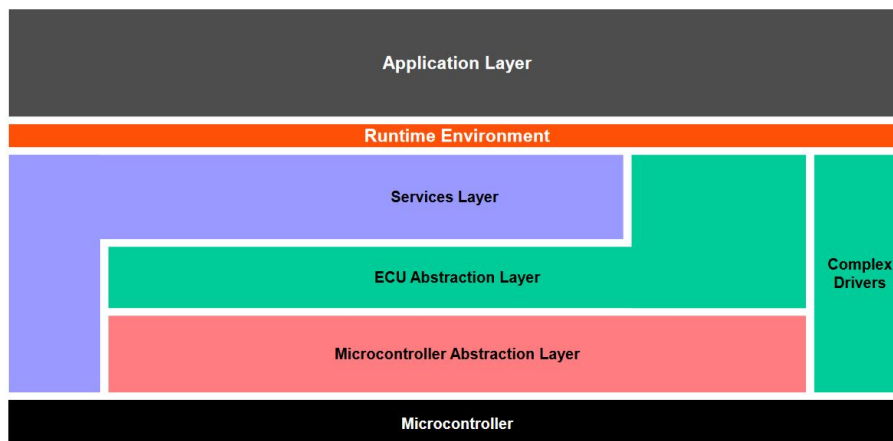 Application Layer
Runtime Environment
Services Layer
ECU Abstraction Layer
Complex
Drivers
Microcontroller Abstraction Layer
Microcontroller